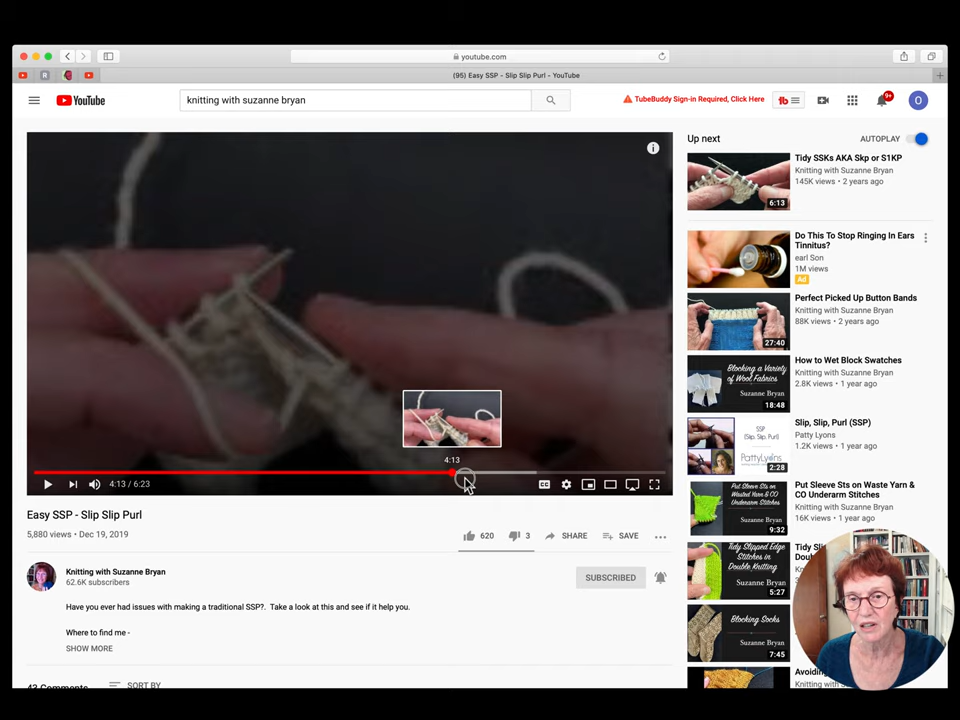 youtube.com
(95) Easy SSP - Slip Slip Purl - YouTube
YouTube
knitting with suzanne bryan
TubeBuddy Sign-in Required, Click Here
tb
9+
O
Up next
AUTOPLAY
Tidy SSKs AKA Skp or S1KP
Knitting with Suzanne Bryan
145K views • 2 years ago
6:13
Do This To Stop Ringing In Ears
Tinnitus?
earl Son
1M views
Ad
Perfect Picked Up Button Bands
Knitting with Suzanne Bryan
88K views • 2 years ago
27:40
How to Wet Block Swatches
Knitting with Suzanne Bryan
2.8K views • 1 year ago
Blocking a Variety
of Wool Fabrics
Suzanne Bryan
18:48
Slip, Slip, Purl (SSP)
Patty Lyons
1.2K views • 1 year ago
SSP
(Slip, Slip, Purl)
PATTYLYONS
2:28
Put Sleeve Sts on Waste Yarn &
CO Underarm Stitches
Knitting with Suzanne Bryan
16K views • 1 year ago
Put Sleeve Sts on
Wasted Yarn & CO
Underarm Stitches
Suzanne Bryan
9:32
Tidy Slipped Edge
Stitches in
Double Knitting
Suzanne Bryan
5:27
Blocking Socks
Suzanne Bryan
7:45
Avoiding
4:13
4:13 / 6:23
CC
Easy SSP - Slip Slip Purl
5,880 views • Dec 19, 2019
620
3
SHARE
SAVE
Knitting with Suzanne Bryan
62.6K subscribers
SUBSCRIBED
Have you ever had issues with making a traditional SSP?. Take a look at this and see if it help you.
Where to find me -
SHOW MORE
43 Comments
SORT BY